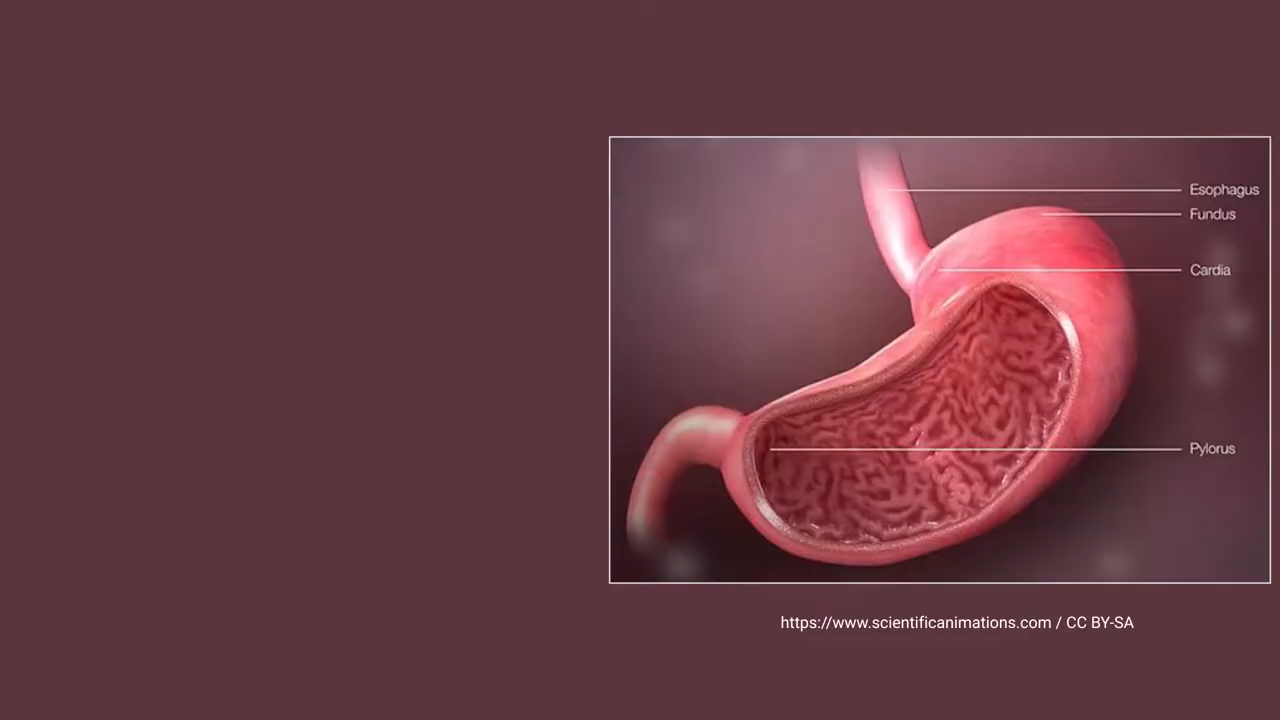 Esophagus
Fundus
Cardia
Pylorus
https://www.scientificanimations.com / CC BY-SA